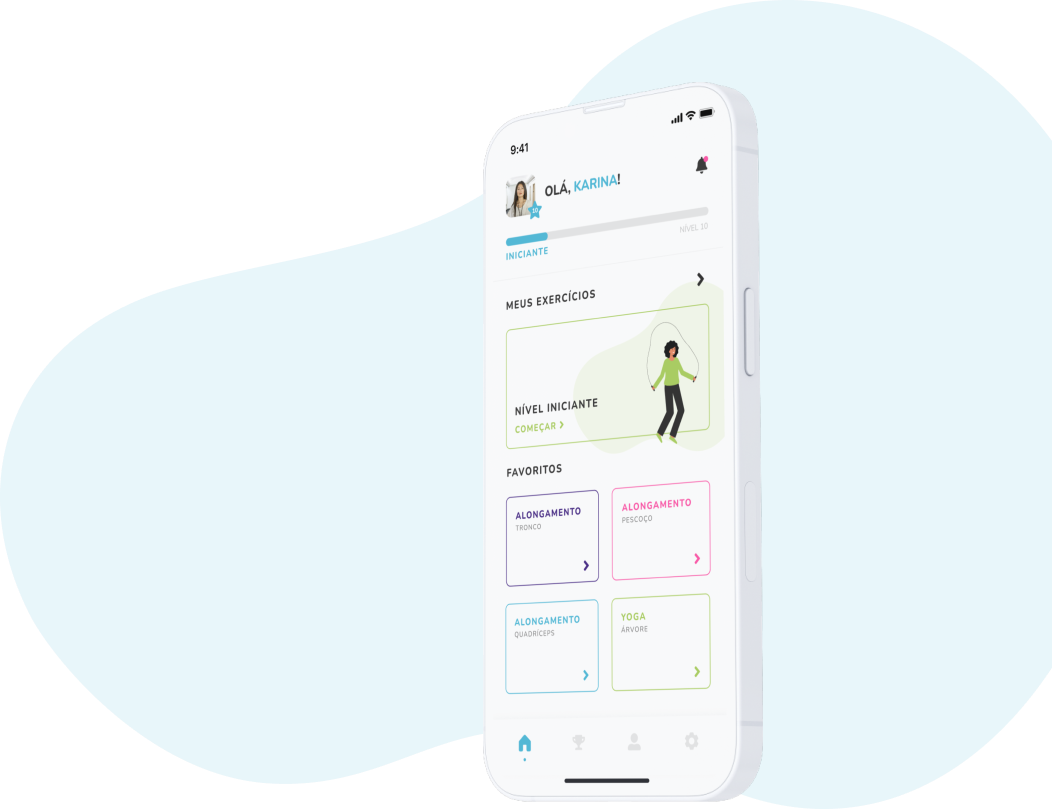 9:41
OLÁ, KARINA!
10
NÍVEL 10
INICIANTE
MEUS EXERCÍCIOS
NÍVEL INICIANTE
COMEÇAR
FAVORITOS
ALONGAMENTO
TRONCO
ALONGAMENTO
PESCOÇO
ALONGAMENTO
QUADRÍCEPS
YOGA
ÁRVORE